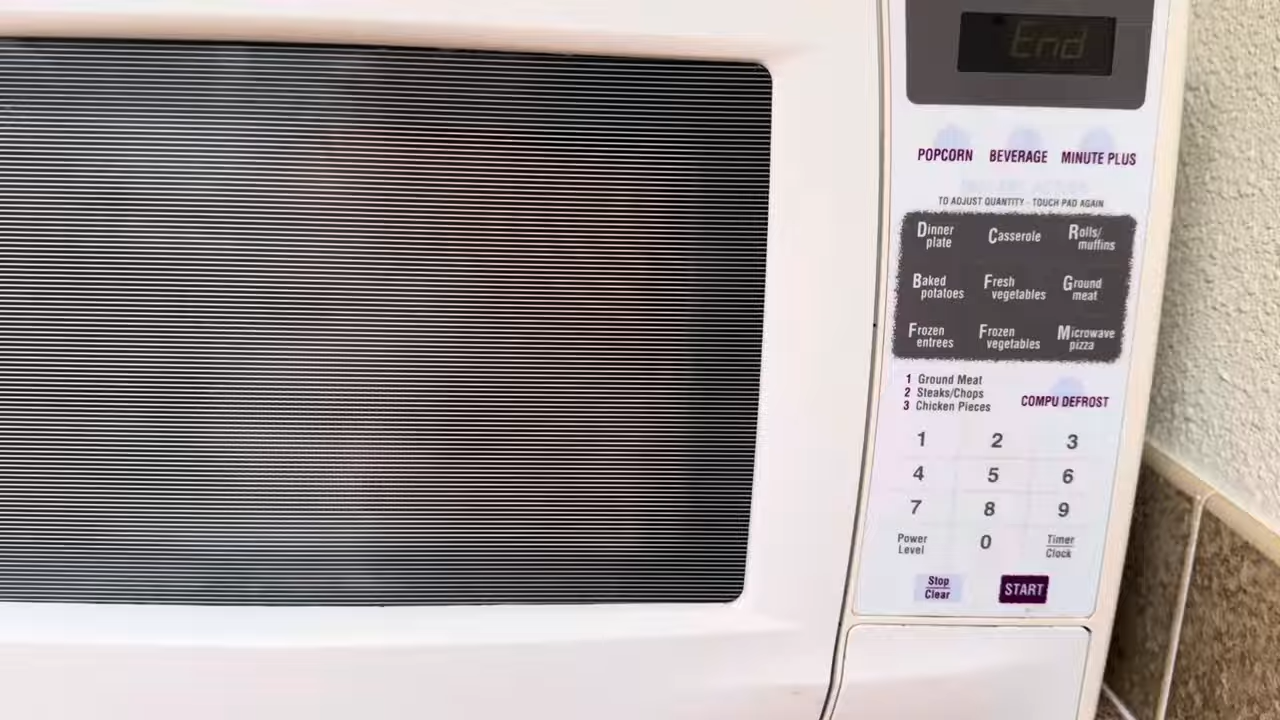 End
POPCORN BEVERAGE MINUTE PLUS
TO ADJUST QUANTITY - TOUCH PAD AGAIN
Dinner plate
Casserole
Rolls/ muffins
Baked potatoes
Fresh vegetables
Ground meat
Frozen entrees
Frozen vegetables
Microwave pizza
1 Ground Meat
2 Steaks/Chops
3 Chicken Pieces
COMPU DEFROST
1 2 3
4 5 6
7 8 9
Power Level
0
Timer
Clock
Stop
Clear
START